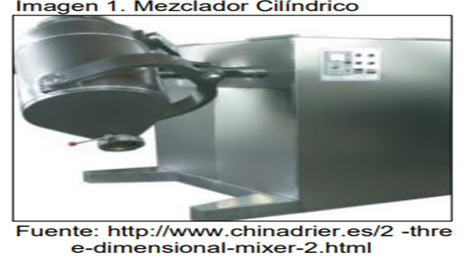 Imagen 1. Mezclador Cilíndrico
Fuente: http://www.chinadrier.es/2 -thre
e-dimensional-mixer-2.html